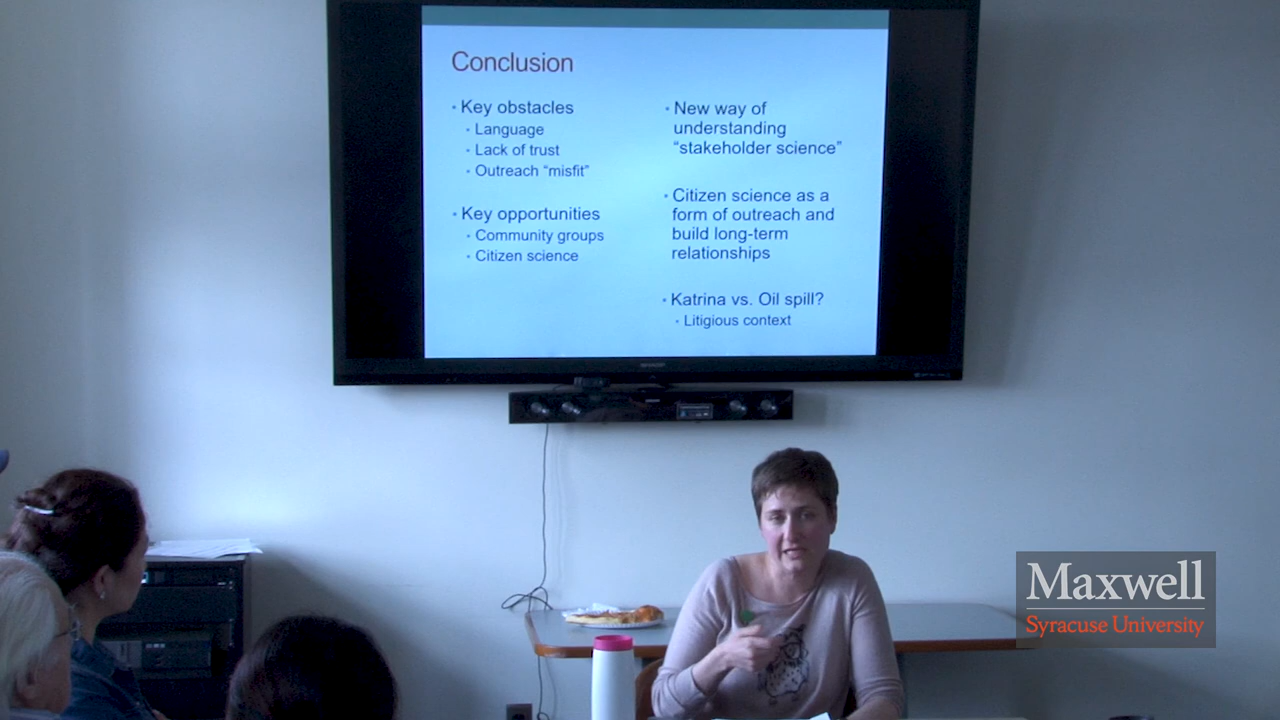 Conclusion
• Key obstacles
• Language
• Lack of trust
• Outreach “misfit”
• Key opportunities
• Community groups
• Citizen science
• New way of
understanding
“stakeholder science”
• Citizen science as a
form of outreach and
build long-term
relationships
• Katrina vs. Oil spill?
• Litigious context
SHARP
Maxwell
Syracuse University